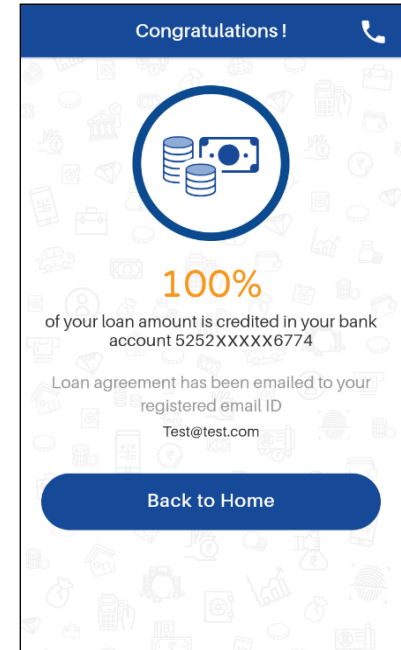 Congratulations !
100%
of your loan amount is credited in your bank
account 5252XXXXX6774
Loan agreement has been emailed to your
registered email ID
Test@test.com
Back to Home